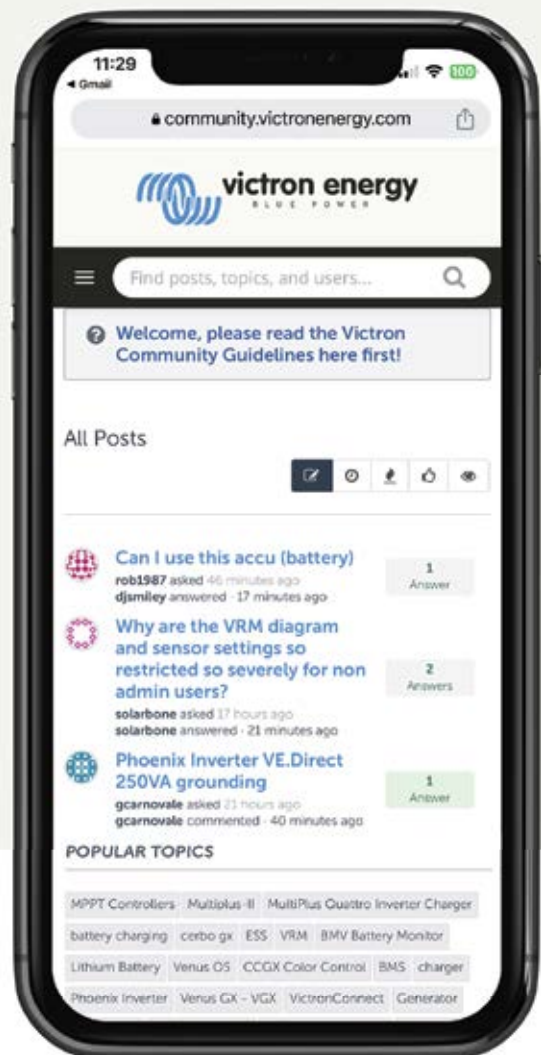 11:29
100
Gmail
community.victronenergy.com
victron energy
BLUE POWER
Find posts, topics, and users...
Welcome, please read the Victron
Community Guidelines here first!
All Posts
Can I use this accu (battery)
rob1987 asked 46 minutes ago
djsmiley answered · 17 minutes ago
1
Answer
Why are the VRM diagram
and sensor settings so
restricted so severely for non
admin users?
solarbone asked 17 hours ago
solarbone answered · 21 minutes ago
2
Answers
Phoenix Inverter VE.Direct
250VA grounding
gcarnovale asked 21 hours ago
gcarnovale commented · 40 minutes ago
1
Answer
POPULAR TOPICS
MPPT Controllers Multiplus-II MultiPlus Quattro Inverter Charger
battery charging cerbo gx ESS VRM BMV Battery Monitor
Lithium Battery Venus OS CCGX Color Control BMS charger
Phoenix Inverter Venus GX - VGX VictronConnect Generator